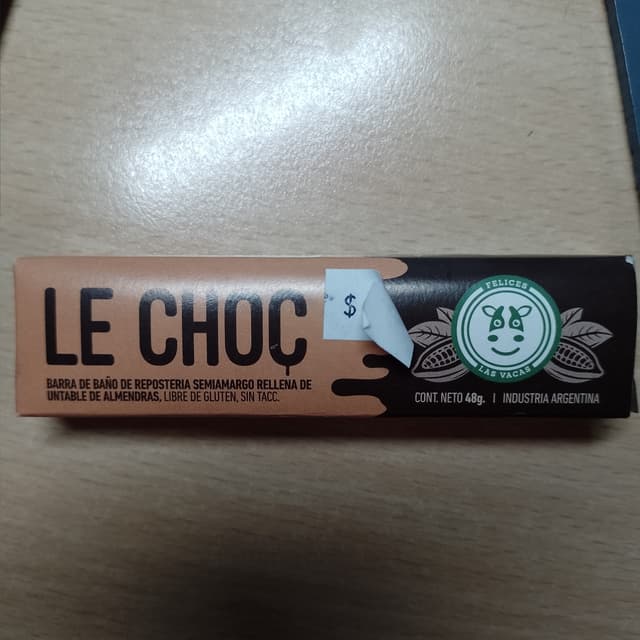 LE CHOÇ
BARRA DE BAÑO DE REPOSTERIA SEMIAMARGO RELLENA DE
UNTABLE DE ALMENDRAS, LIBRE DE GLUTEN, SIN TACC.
$
FELICES
LAS VACAS
CONT. NETO 48g. | INDUSTRIA ARGENTINA